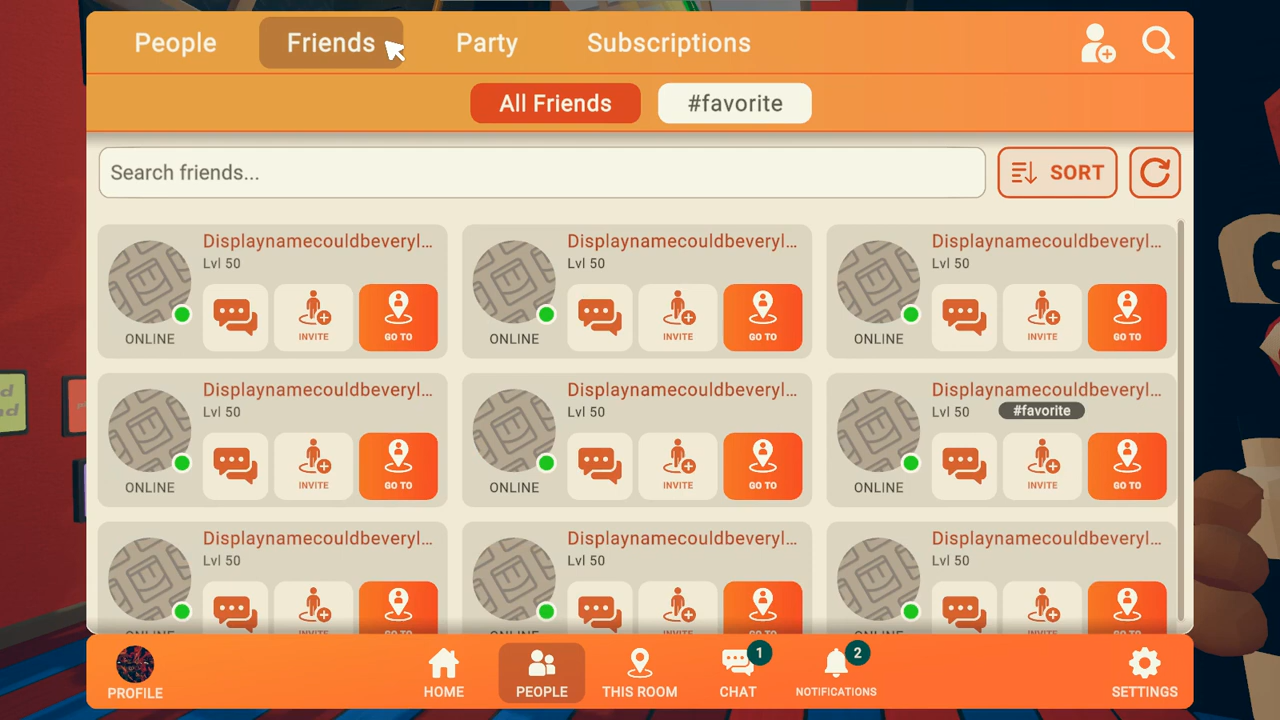 People
Friends
Party
Subscriptions
All Friends
#favorite
Search friends...
SORT
Displaynamecouldbeveryl...
Lvl 50
ONLINE
INVITE
GO TO
Displaynamecouldbeveryl...
Lvl 50
ONLINE
INVITE
GO TO
Displaynamecouldbeveryl...
Lvl 50
ONLINE
INVITE
GO TO
Displaynamecouldbeveryl...
Lvl 50
ONLINE
INVITE
GO TO
Displaynamecouldbeveryl...
Lvl 50
ONLINE
INVITE
GO TO
Displaynamecouldbeveryl...
Lvl 50
#favorite
ONLINE
INVITE
GO TO
Displaynamecouldbeveryl...
Lvl 50
Displaynamecouldbeveryl...
Lvl 50
Displaynamecouldbeveryl...
Lvl 50
PROFILE
HOME
PEOPLE
THIS ROOM
1
CHAT
2
NOTIFICATIONS
SETTINGS